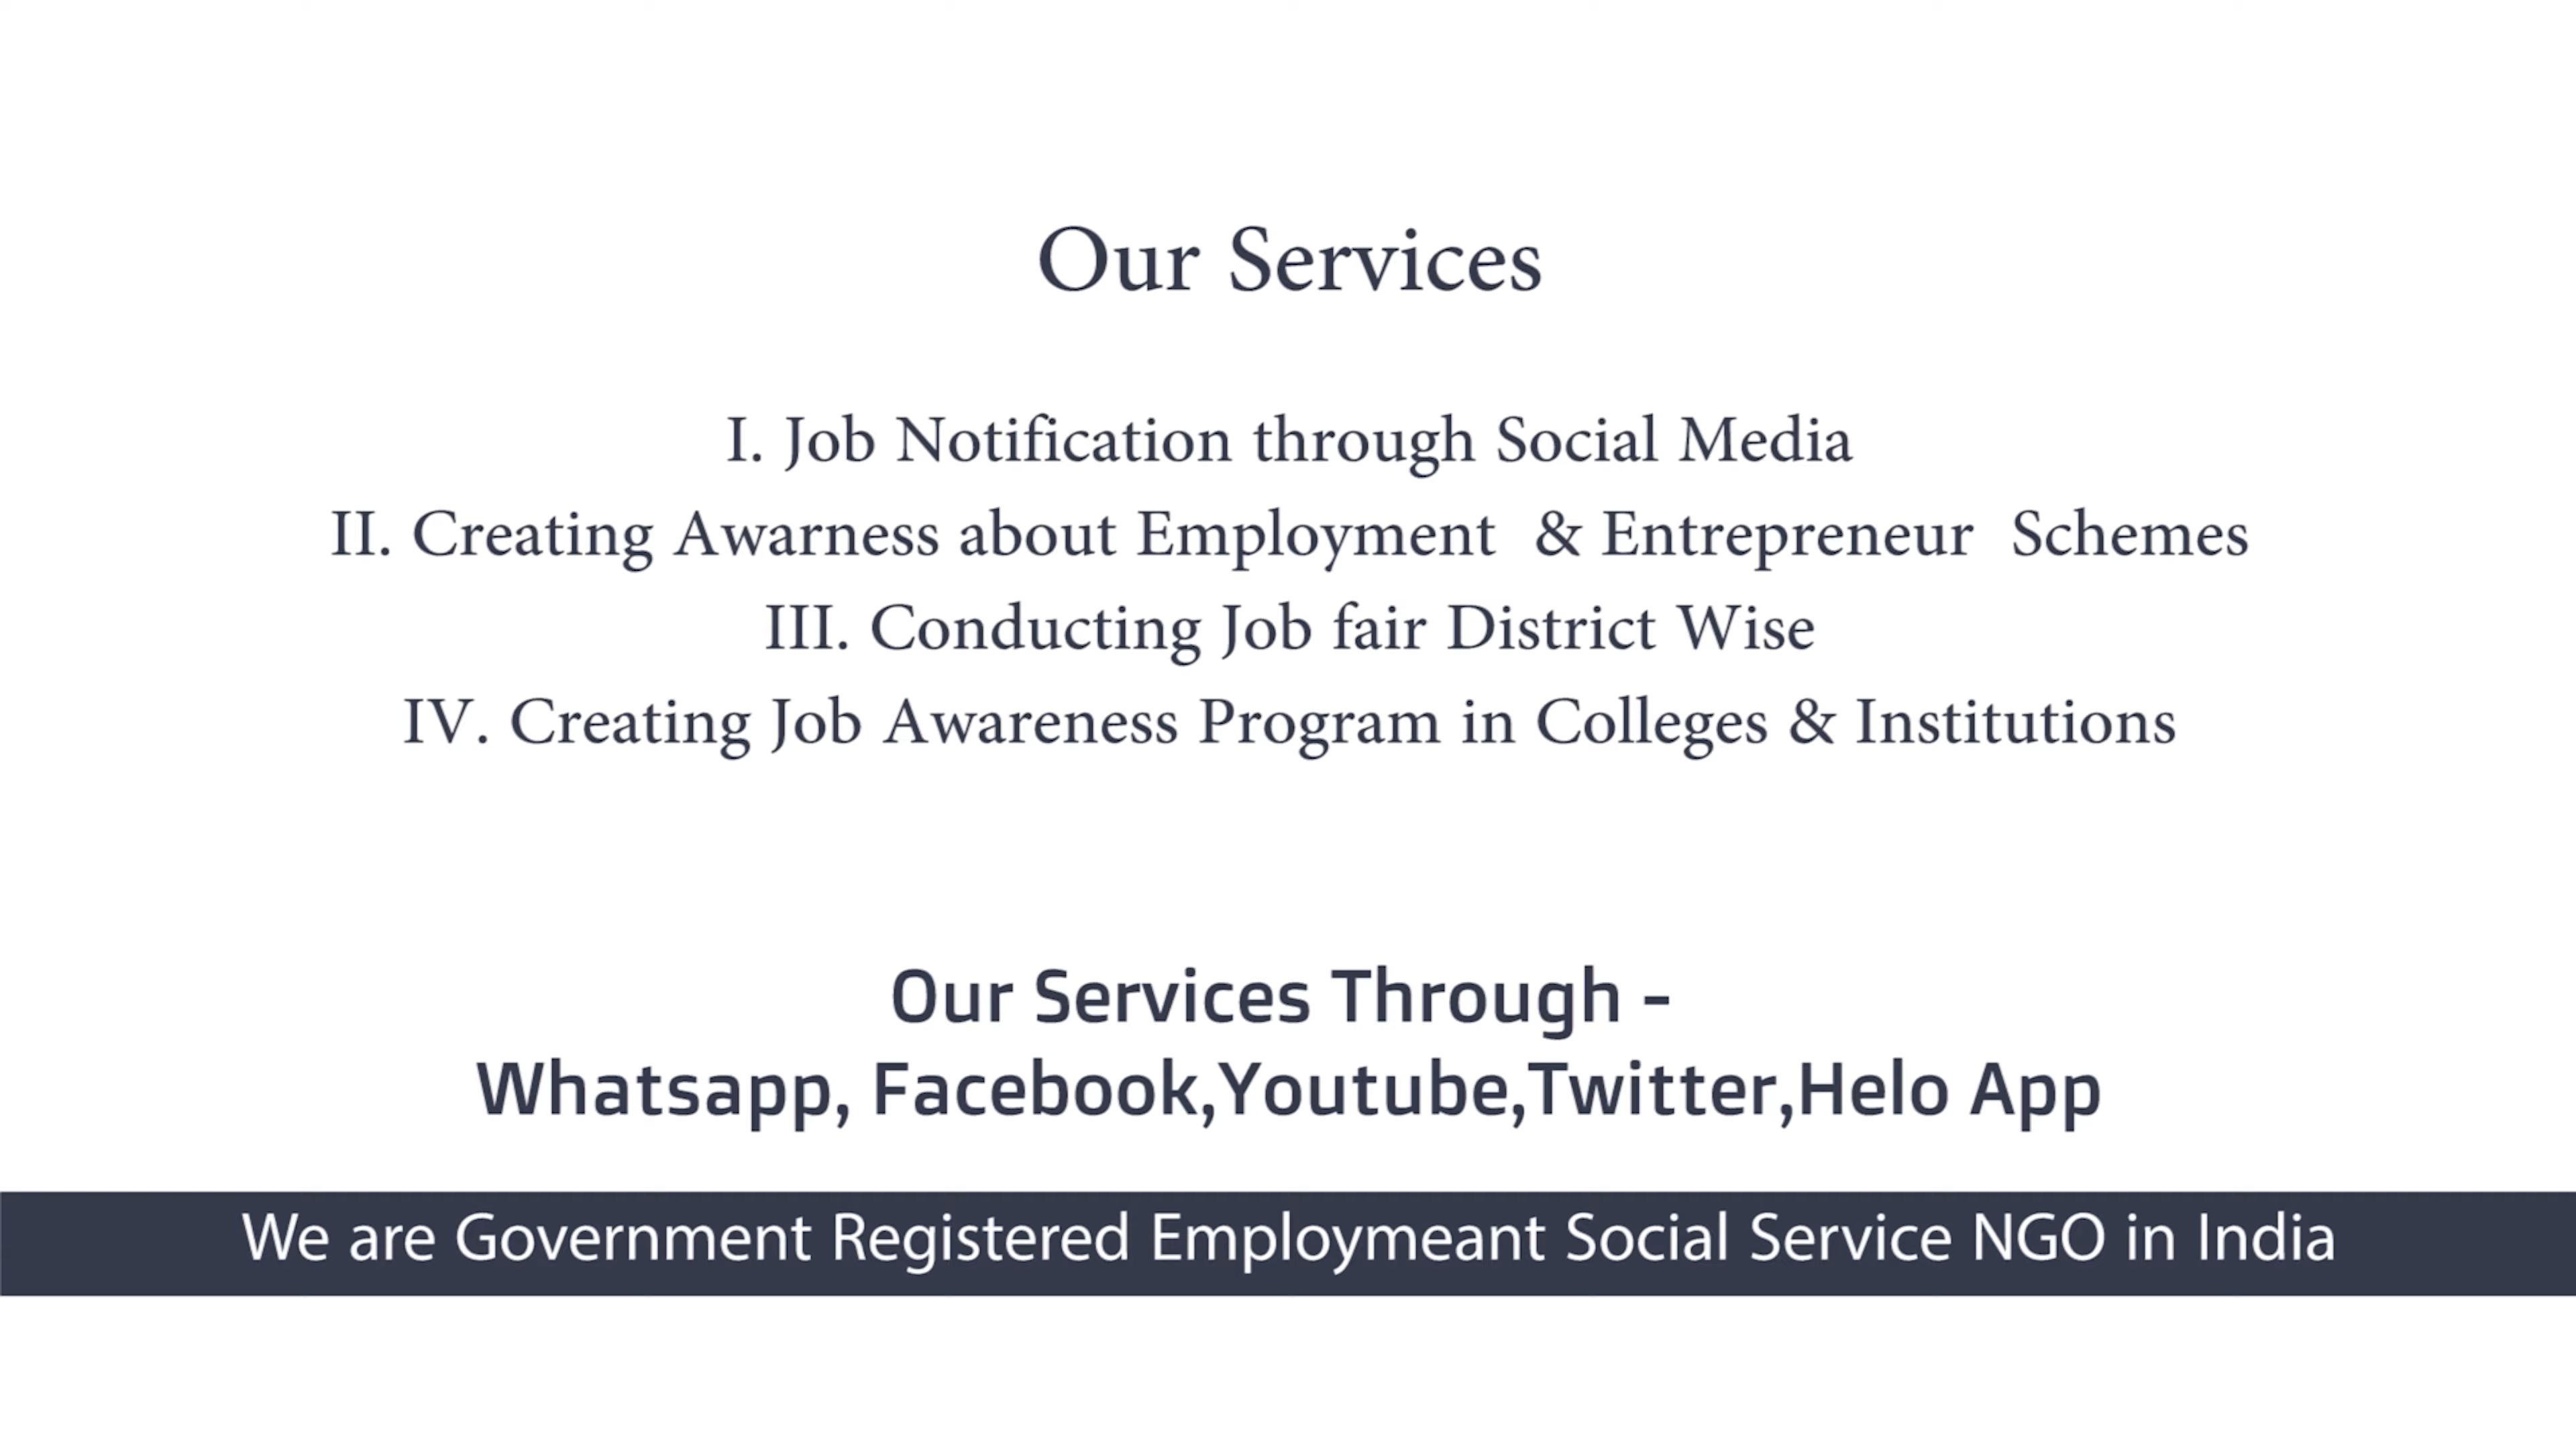 Our Services
I. Job Notification through Social Media
II. Creating Awarness about Employment & Entrepreneur Schemes
III. Conducting Job fair District Wise
IV. Creating Job Awareness Program in Colleges & Institutions
Our Services Through -
Whatsapp, Facebook,Youtube,Twitter,Helo App
We are Government Registered Employmeant Social Service NGO in India